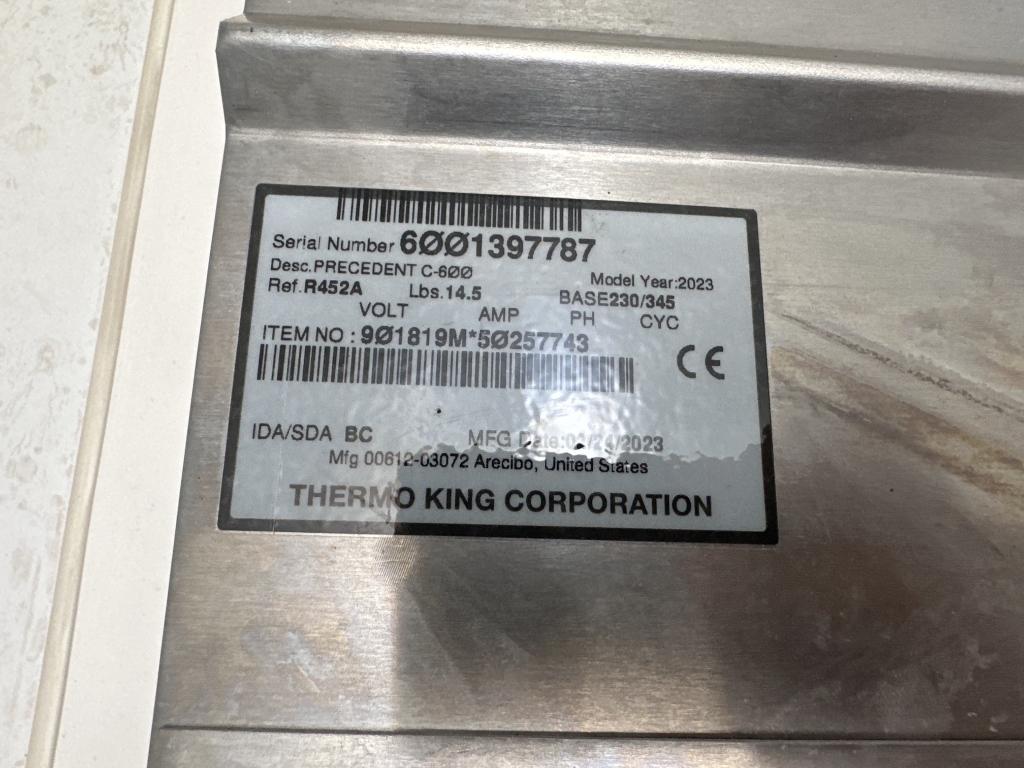 Serial Number 6ØØ1397787
Desc.PRECEDENT C-6ØØ
Model Year:2023
Ref.R452A Lbs.14.5 BASE230/345
VOLT AMP PH CYC
ITEM NO : 9Ø1819M*5Ø257743
CE
IDA/SDA BC MFG Date:
Mfg 00612-03072 Arecibo, United States
THERMO KING CORPORATION